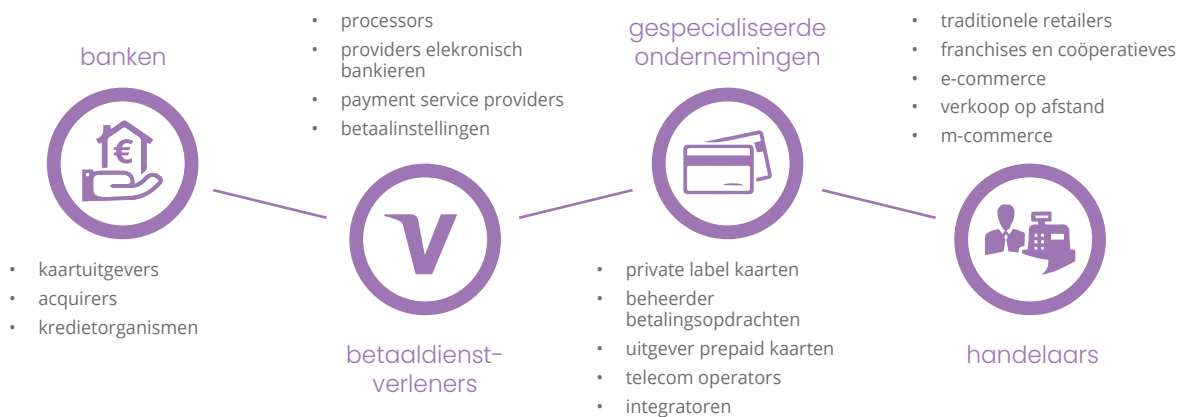 banken
• kaartuitgevers
• acquirers
• kredietorganismen
• processors
• providers elekronisch
bankieren
• payment service providers
• betaalinstellingen
V
betaaldienst-
verleners
gespecialiseerde
ondernemingen
• private label kaarten
• beheerder
betalingsopdrachten
• uitgever prepaid kaarten
• telecom operators
• integratoren
• traditionele retailers
• franchises en coöperatieves
• e-commerce
• verkoop op afstand
• m-commerce
handelaars
€